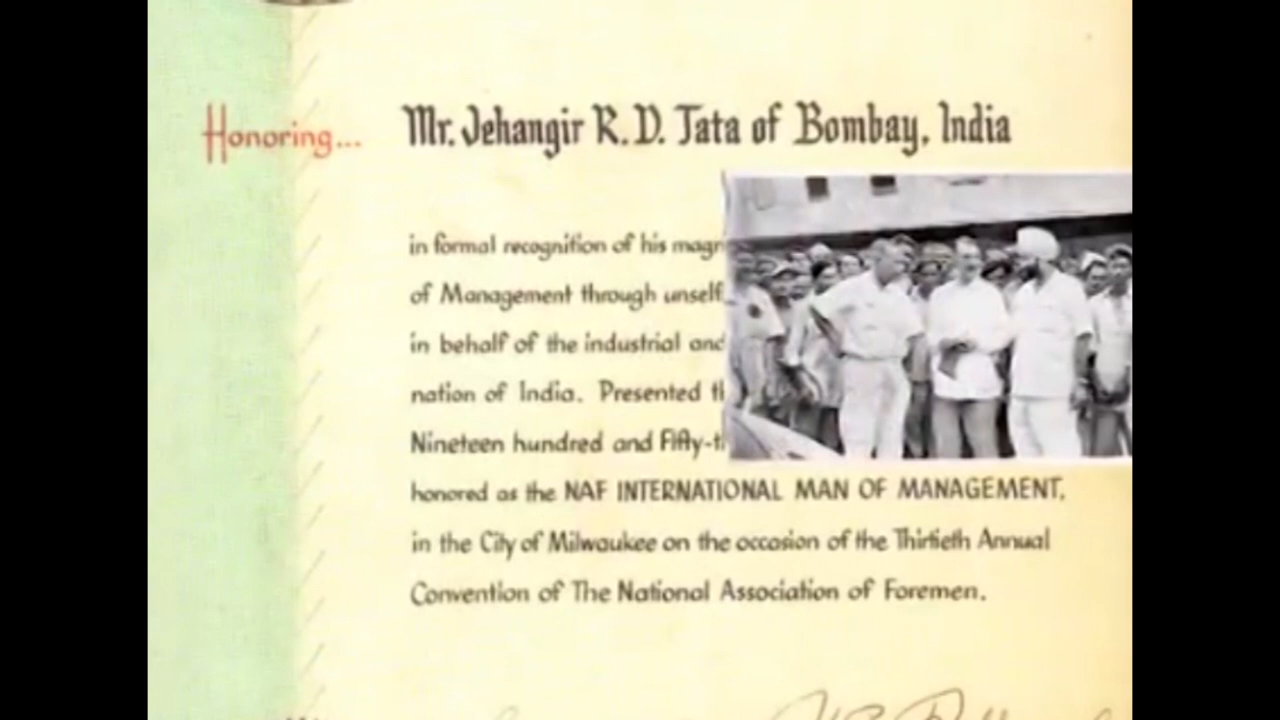 Honoring... Mr. Jehangir R. D. Tata of Bombay, India
in formal recognition of his
of Management through
in behalf of the industrial and
nation of India. Presented
Nineteen hundred and
honored as the NAF INTERNATIONAL MAN OF MANAGEMENT,
in the City of Milwaukee on the occasion of the Thirtieth Annual
Convention of The National Association of Foremen.